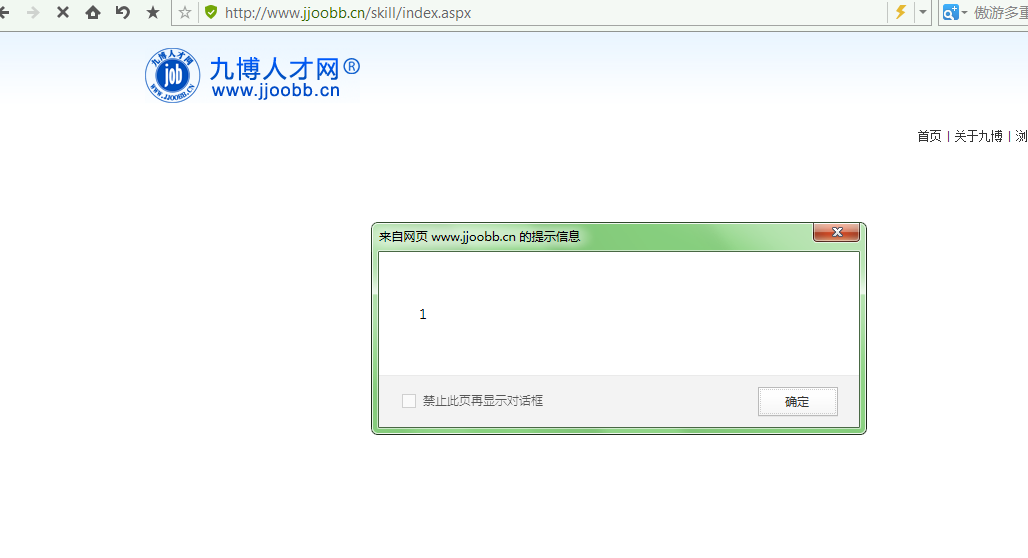 http://www.jjoobb.cn/skill/index.aspx
傲游多重
九博人才网
job
WWW.JJOOBB.CN
九博人才网®
www.jjoobb.cn
首页 | 关于九博 | 浏
来自网页 www.jjoobb.cn 的提示信息
1
禁止此页再显示对话框
确定